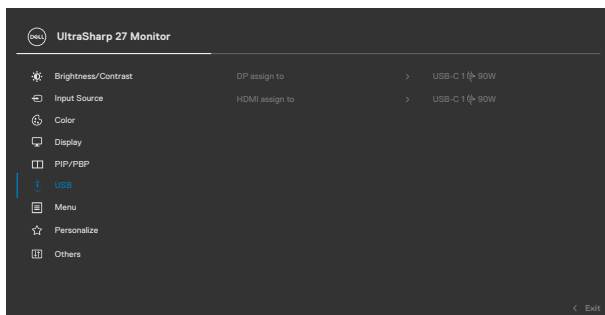 DELL UltraSharp 27 Monitor
Brightness/Contrast DP assign to > USB-C 1 90W
Input Source HDMI assign to > USB-C 1 90W
Color
Display
PIP/PBP
USB
Menu
Personalize
Others
< Exit